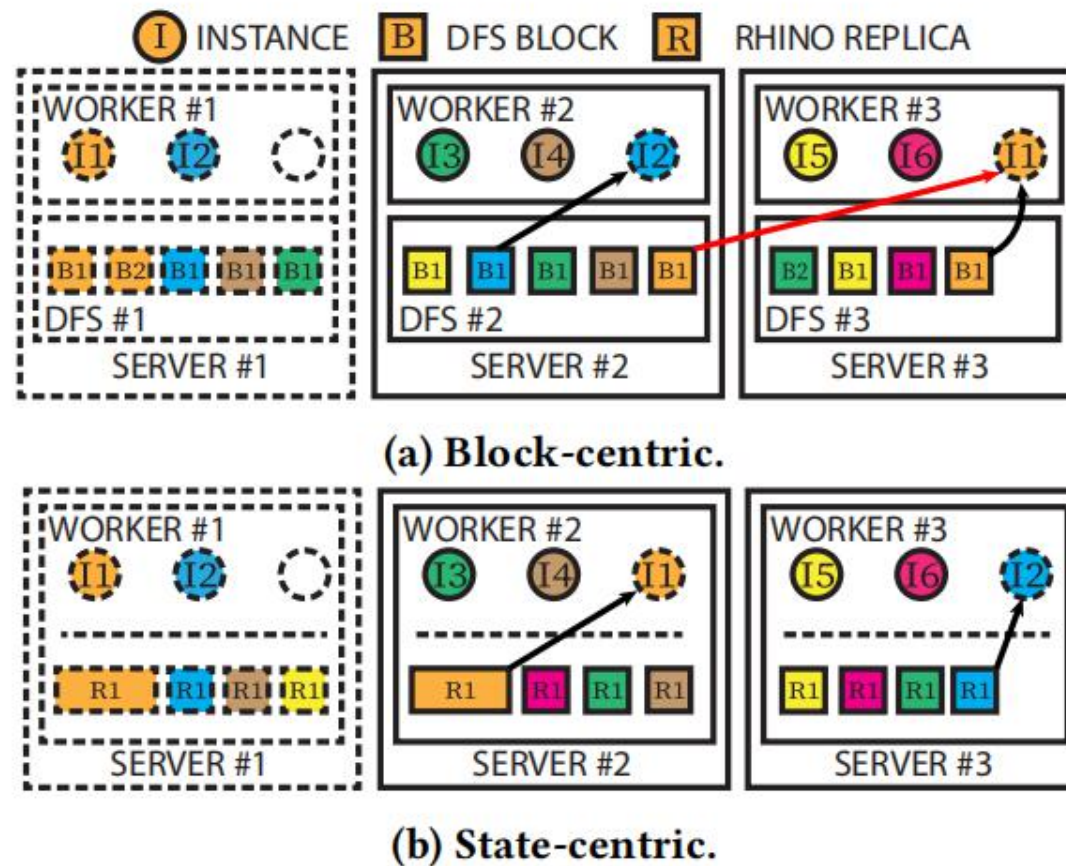 I INSTANCE B DFS BLOCK R RHINO REPLICA
WORKER #1 WORKER #2 WORKER #3
I1 I2 I3 I4 I2 I5 I6 I1
B1 B2 B1 B1 B1 B1 B1 B1 B1 B1 B2 B1 B1 B1
DFS #1 DFS #2 DFS #3
SERVER #1 SERVER #2 SERVER #3
(a) Block-centric.
WORKER #1 WORKER #2 WORKER #3
I1 I2 I3 I4 I1 I5 I6 I2
R1 R1 R1 R1 R1 R1 R1 R1 R1 R1 R1 R1
SERVER #1 SERVER #2 SERVER #3
(b) State-centric.